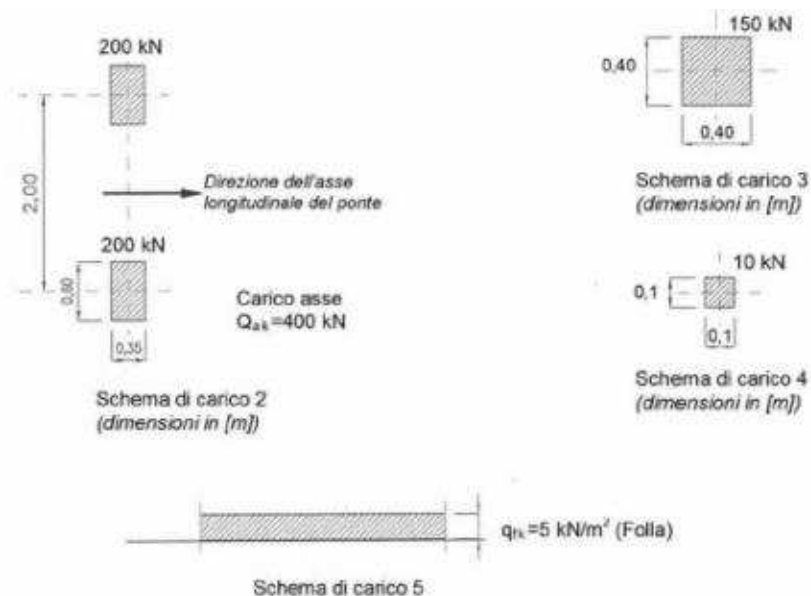 200 kN
2,00
Direzione dell'asse
longitudinale del ponte
200 kN
0,60
0,35
Carico asse
Qak=400 kN
Schema di carico 2
(dimensioni in [m])
150 kN
0,40
0,40
Schema di carico 3
(dimensioni in [m])
10 kN
0,1
0,1
Schema di carico 4
(dimensioni in [m])
qfk=5 kN/m² (Folla)
Schema di carico 5